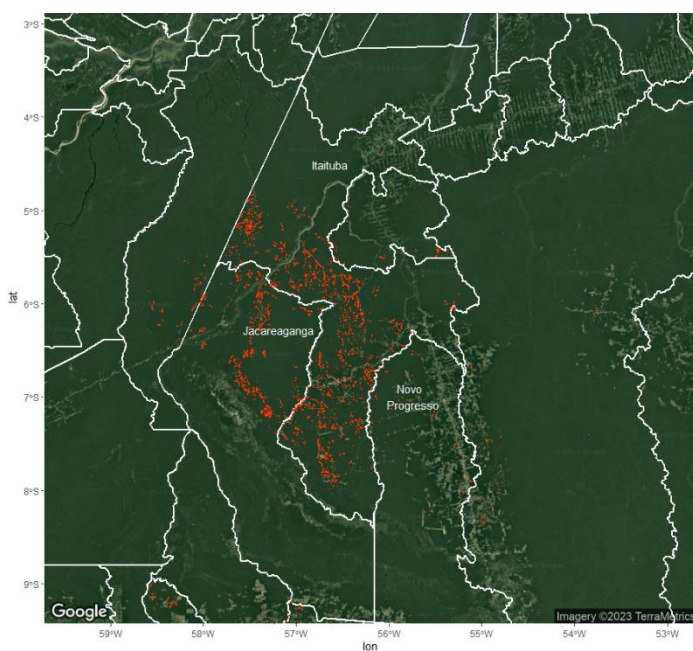 3°S
4°S
Itaituba
5°S
6°S
lat
Jacareaganga
7°S
Novo
Progresso
8°S
9°S
Google
Imagery ©2023 TerraMetrics
59°W 58°W 57°W 56°W 55°W 54°W 53°W
lon